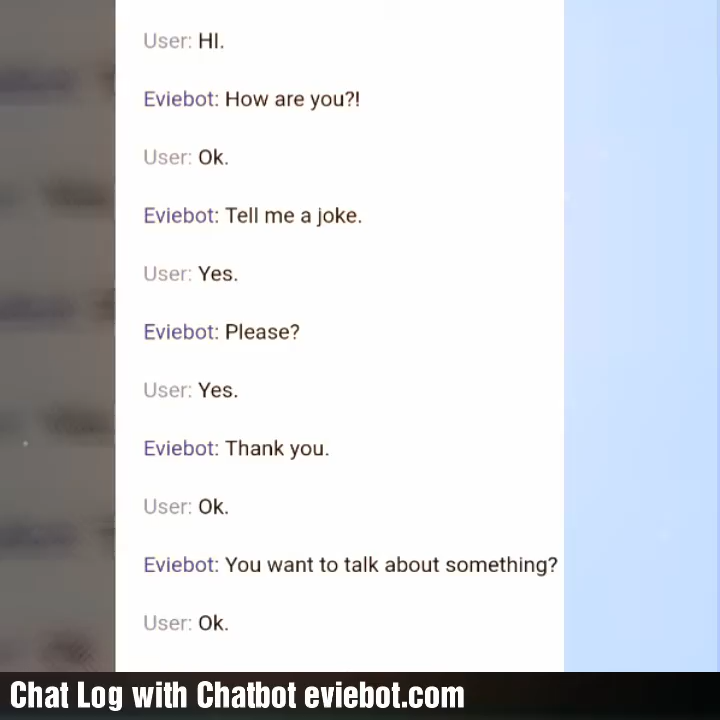 User: HI.
Eviebot: How are you?!
User: Ok.
Eviebot: Tell me a joke.
User: Yes.
Eviebot: Please?
User: Yes.
Eviebot: Thank you.
User: Ok.
Eviebot: You want to talk about something?
User: Ok.
Chat Log with Chatbot eviebot.com